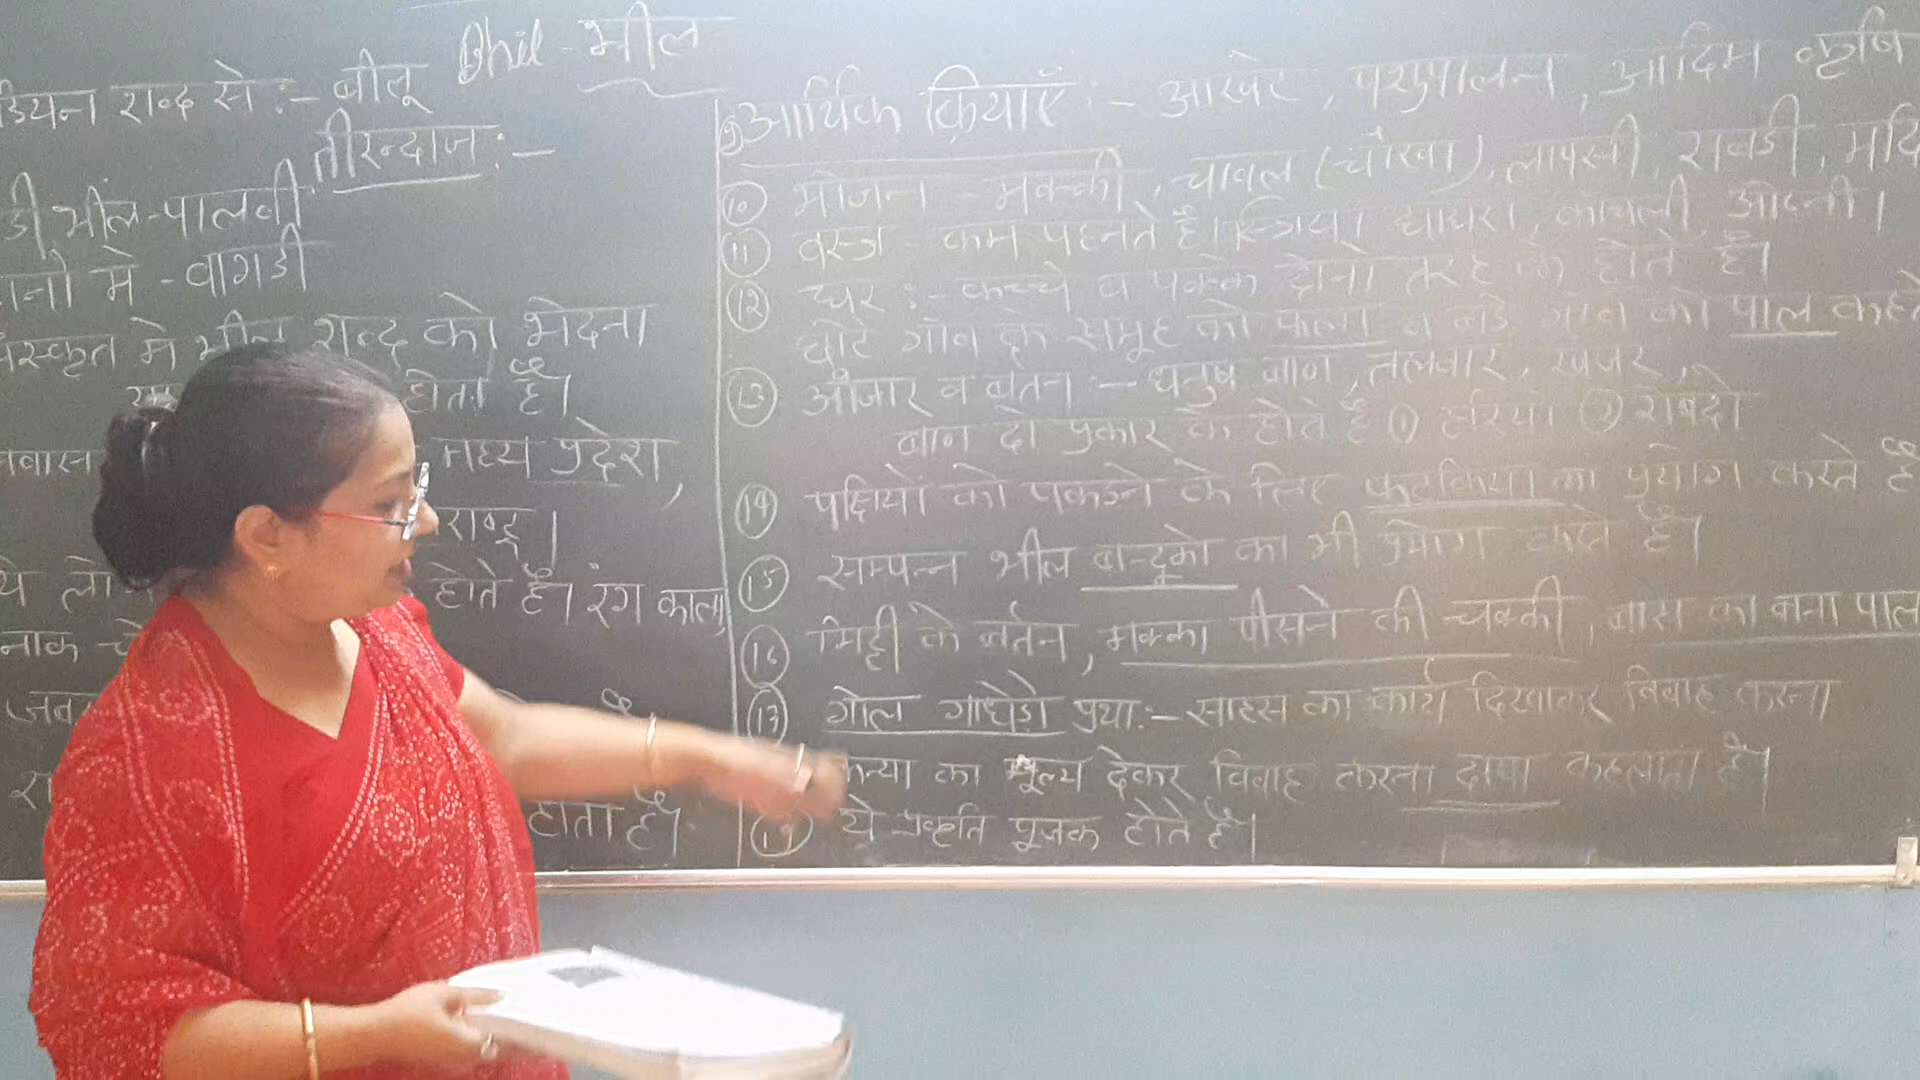 Bhil - भील
डियन शब्द से :- बीलू
तीरन्दाज :-
डी भील - पालवी
नो मे - वागडी
संस्कृत मे भील शब्द को भेदना
होता है।
मध्य प्रदेश,
राष्ट्र।
ये लो होते है। रंग काला,
नाक
है
होता है।
9 आर्थिक क्रियाएँ :- आखेट, पशुपालन, आदिम कृषि
10 भोजन - मक्की, चावल (चोखा), लापसी, राबडी, मदि
11 वस्त्र - कम पहनते है। स्त्रिया घाघरा, कांचली, ओढनी।
12 घर :- कच्चे व पक्के दोनो तरह के होते है।
छोटे गाँव के समूह को फला व बडे गांव को पाल कहते
13 औजार व बर्तन :- धनुष बाण, तलवार, खंजर,
बाण दो प्रकार के होते है 1 हरिया 2 रोबदो
14 पक्षियों को पकडने के लिए फटकिया का प्रयोग करते है
15 सम्पन्न भील बन्दूको का भी प्रयोग करते है।
16 मिट्टी के बर्तन, मक्का पीसने की चक्की, बास का बना पाल
17 गोल गाधेडो प्रथा :- साहस का कार्य दिखाकर विवाह करना
कन्या का मूल्य देकर विवाह करना दापा कहलाता है।
19 ये प्रकृति पूजक होते है।